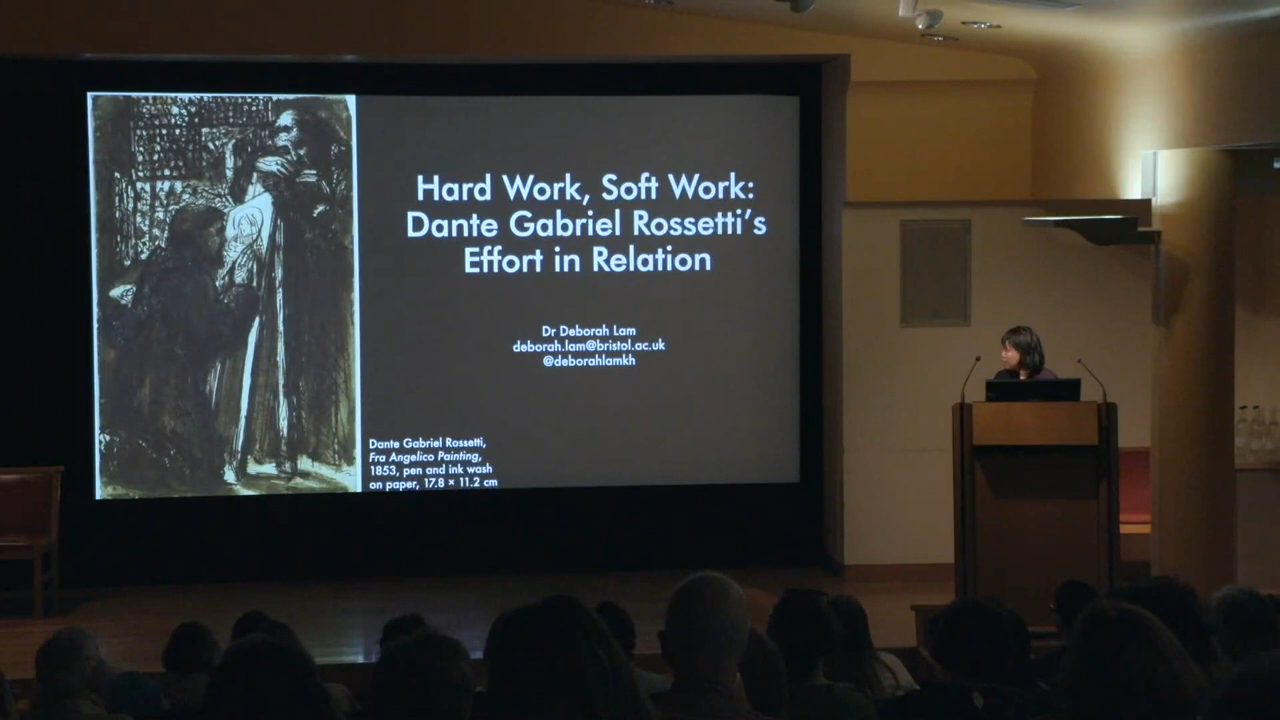 Hard Work, Soft Work:
Dante Gabriel Rossetti's
Effort in Relation
Dr Deborah Lam
deborah.lam@bristol.ac.uk
@deborahlamkh
Dante Gabriel Rossetti,
Fra Angelico Painting,
1853, pen and ink wash
on paper, 17.8 × 11.2 cm